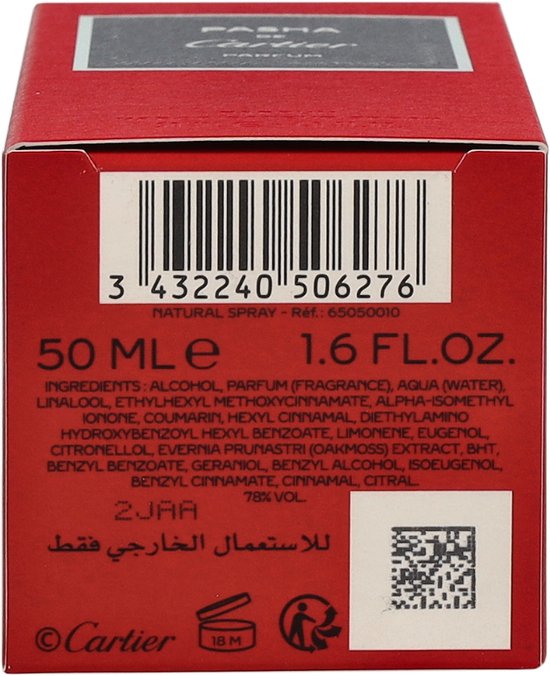 PASHA
DE
Cartier
PARFUM
3 432240 506276
NATURAL SPRAY - Réf.: 65050010
50 ML e 1.6 FL.OZ.
INGREDIENTS : ALCOHOL, PARFUM (FRAGRANCE), AQUA (WATER),
LINALOOL, ETHYLHEXYL METHOXYCINNAMATE, ALPHA-ISOMETHYL
IONONE, COUMARIN, HEXYL CINNAMAL, DIETHYLAMINO
HYDROXYBENZOYL HEXYL BENZOATE, LIMONENE, EUGENOL,
CITRONELLOL, EVERNIA PRUNASTRI (OAKMOSS) EXTRACT, BHT,
BENZYL BENZOATE, GERANIOL, BENZYL ALCOHOL, ISOEUGENOL,
BENZYL CINNAMATE, CINNAMAL, CITRAL.
78% VOL.
2JAA
للاستعمال الخارجي فقط
©Cartier
18 M